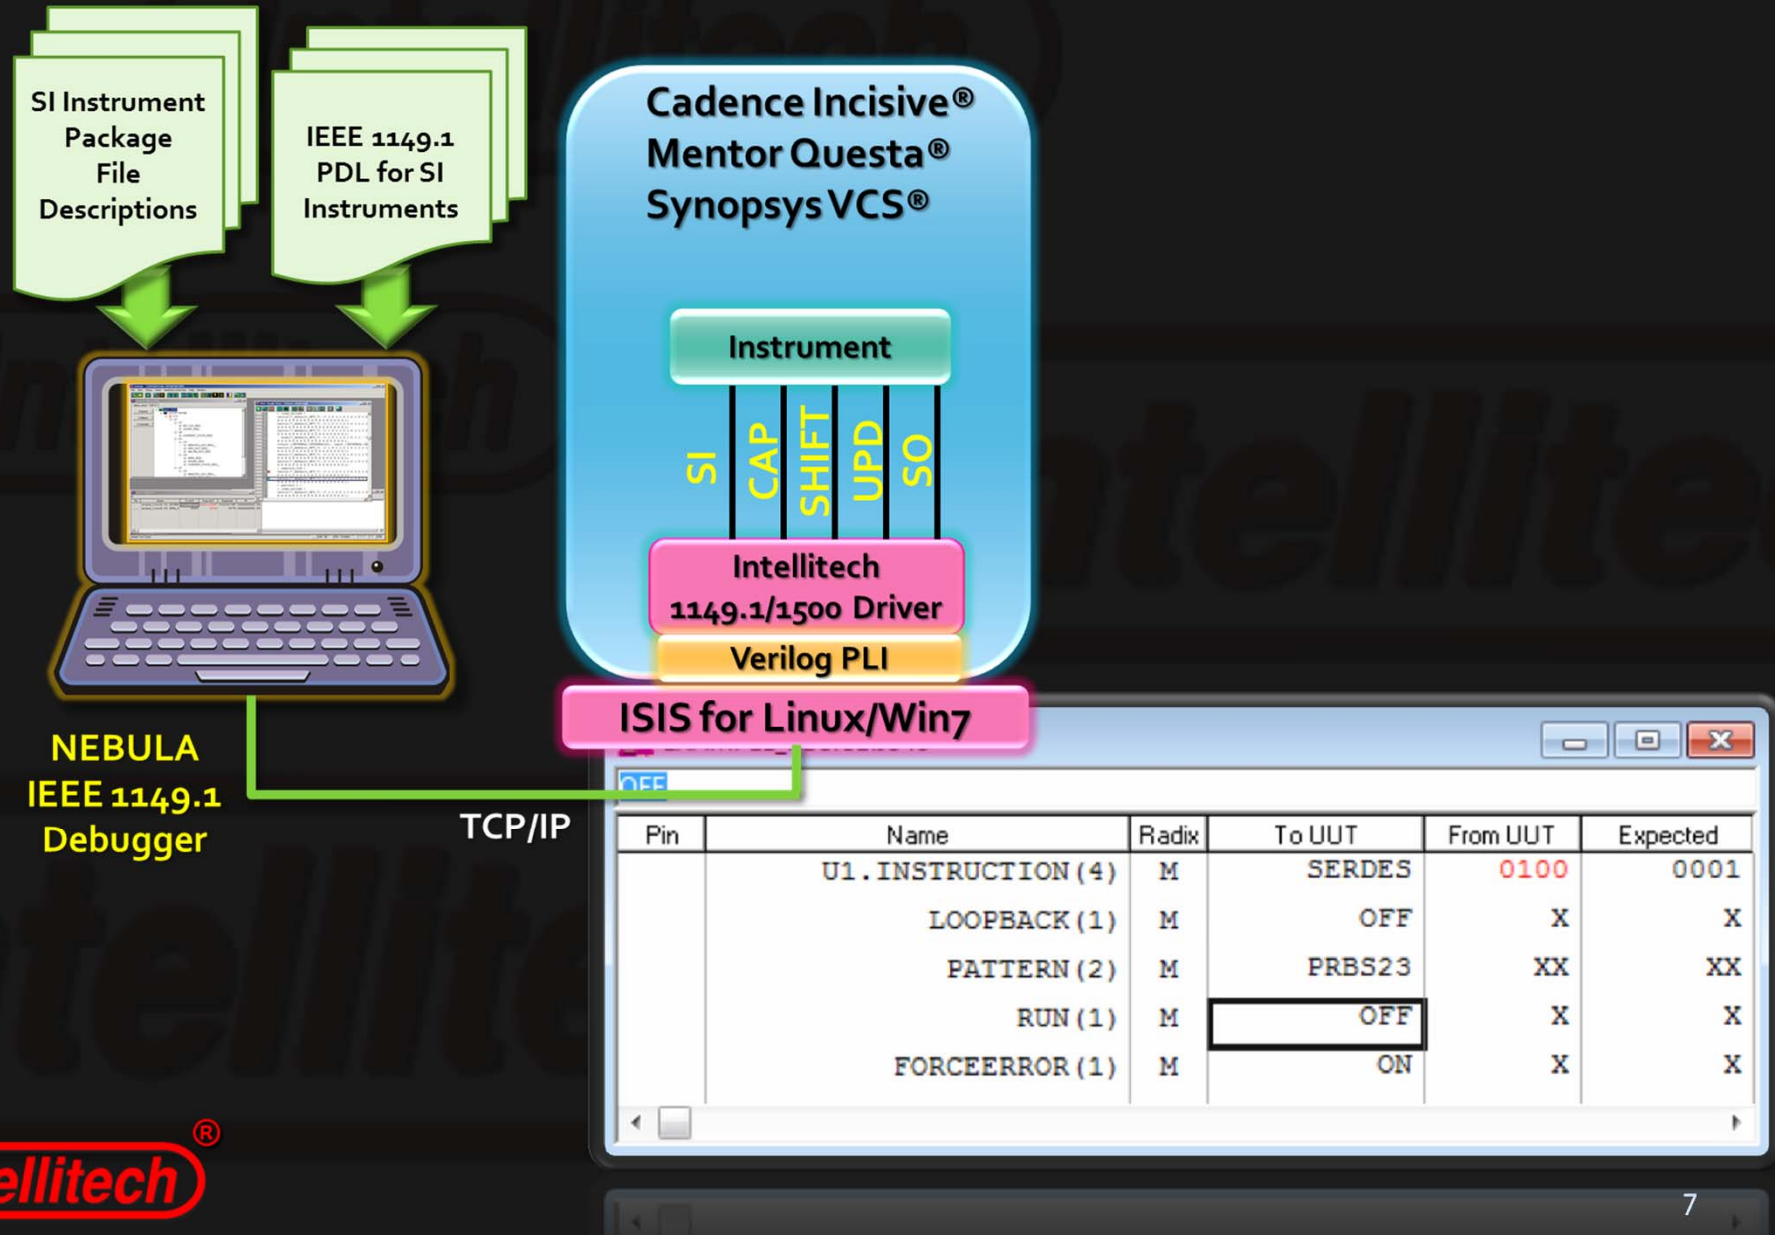 SI Instrument
Package
File
Descriptions
IEEE 1149.1
PDL for SI
Instruments
Cadence Incisive®
Mentor Questa®
Synopsys VCS®
Instrument
SI
CAP
SHIFT
UPD
SO
Intellitech
1149.1/1500 Driver
Verilog PLI
ISIS for Linux/Win7
NEBULA
IEEE 1149.1
Debugger
TCP/IP
OFF
Pin Name Radix To UUT From UUT Expected
U1.INSTRUCTION(4) M SERDES 0100 0001
LOOPBACK(1) M OFF X X
PATTERN(2) M PRBS23 XX XX
RUN(1) M OFF X X
FORCEERROR(1) M ON X X
ellitech®
7